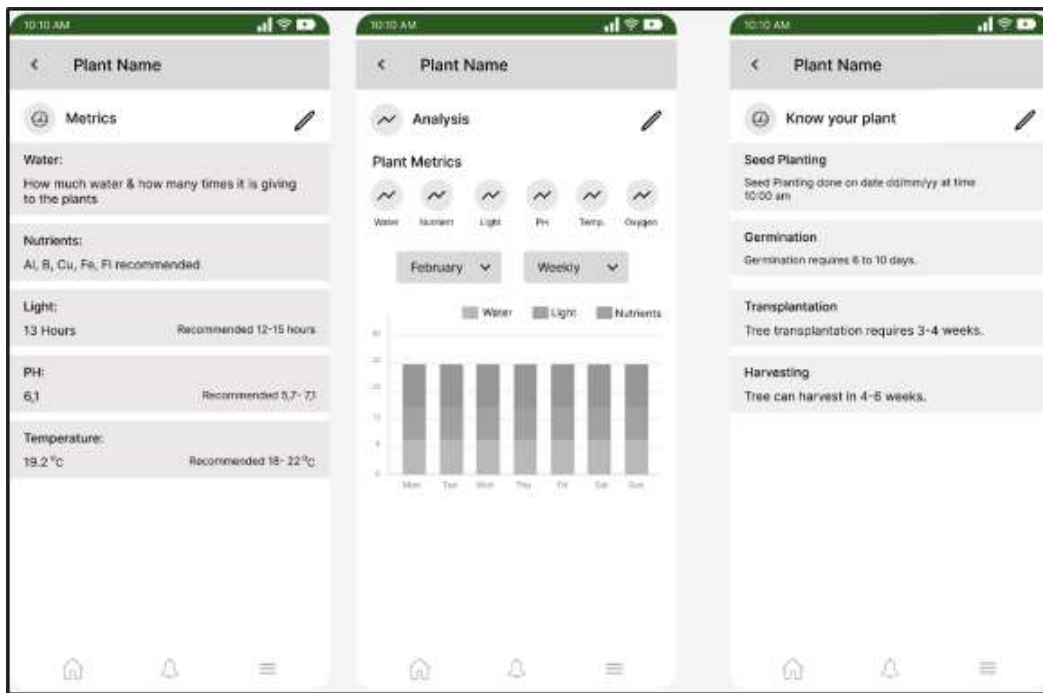 10:10 AM
Plant Name
Metrics
Water:
How much water & how many times it is giving
to the plants
Nutrients:
Al, B, Cu, Fe, Fl recommended
Light:
13 Hours Recommended 12-15 hours
PH:
6,1 Recommended 5,7- 7,1
Temperature:
19.2 °c Recommended 18- 22°C
10:10 AM
Plant Name
Analysis
Plant Metrics
Water Nutrient Light PH Temp. Oxygen
February Weekly
Water Light Nutrients
Mon Tue Wed Thu Fri Sat Sun
10:10 AM
Plant Name
Know your plant
Seed Planting
Seed Planting done on date dd/mm/yy at time
10:00 am
Germination
Germination requires 6 to 10 days.
Transplantation
Tree transplantation requires 3-4 weeks.
Harvesting
Tree can harvest in 4-6 weeks.